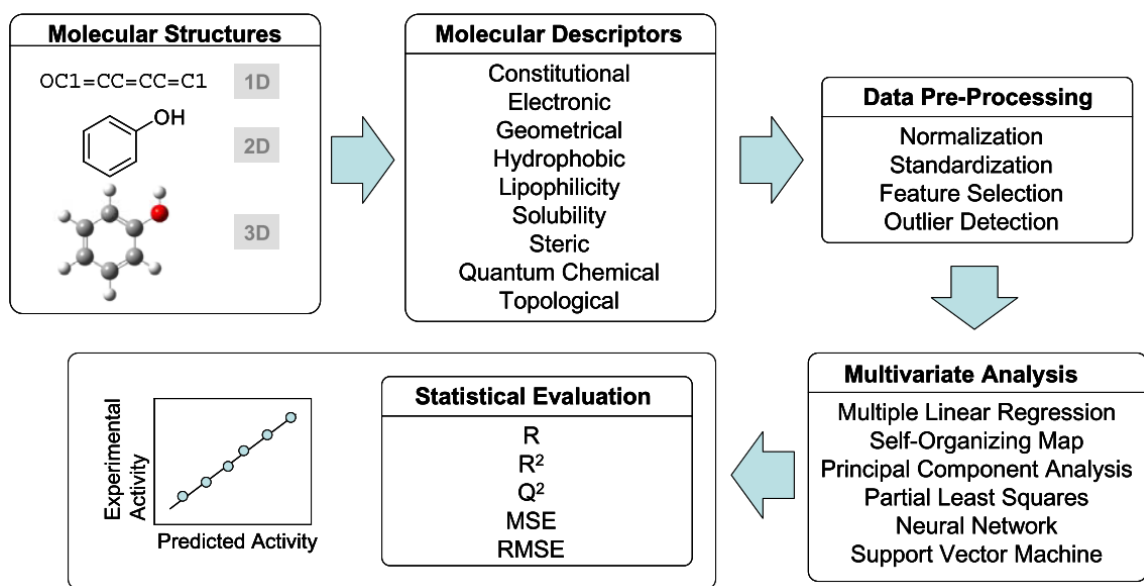 Molecular Structures
OC1=CC=CC=C1
1D
OH
2D
3D
Molecular Descriptors
Constitutional
Electronic
Geometrical
Hydrophobic
Lipophilicity
Solubility
Steric
Quantum Chemical
Topological
Data Pre-Processing
Normalization
Standardization
Feature Selection
Outlier Detection
Multivariate Analysis
Multiple Linear Regression
Self-Organizing Map
Principal Component Analysis
Partial Least Squares
Neural Network
Support Vector Machine
Statistical Evaluation
R
R²
Q²
MSE
RMSE
Experimental
Activity
Predicted Activity